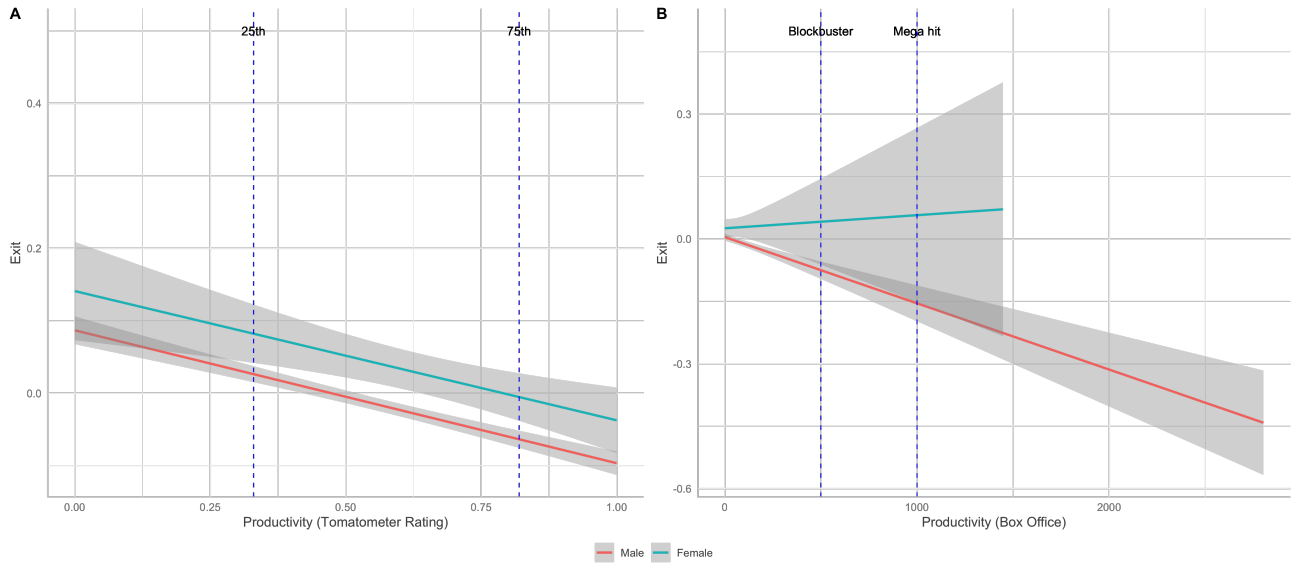 A
25th
75th
0.4
0.2
0.0
Exit
0.00
0.25
0.50
0.75
1.00
Productivity (Tomatometer Rating)
B
Blockbuster
Mega hit
0.3
0.0
-0.3
-0.6
Exit
0
1000
2000
Productivity (Box Office)
Male
Female